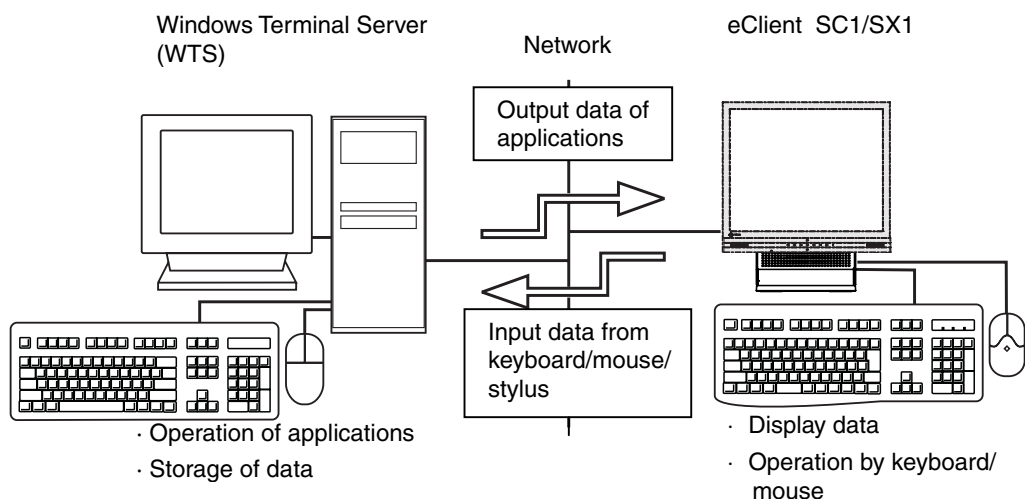 Windows Terminal Server
(WTS)
Network
eClient SC1/SX1
Output data of
applications
Input data from
keyboard/mouse/
stylus
· Operation of applications
· Storage of data
· Display data
· Operation by keyboard/
mouse